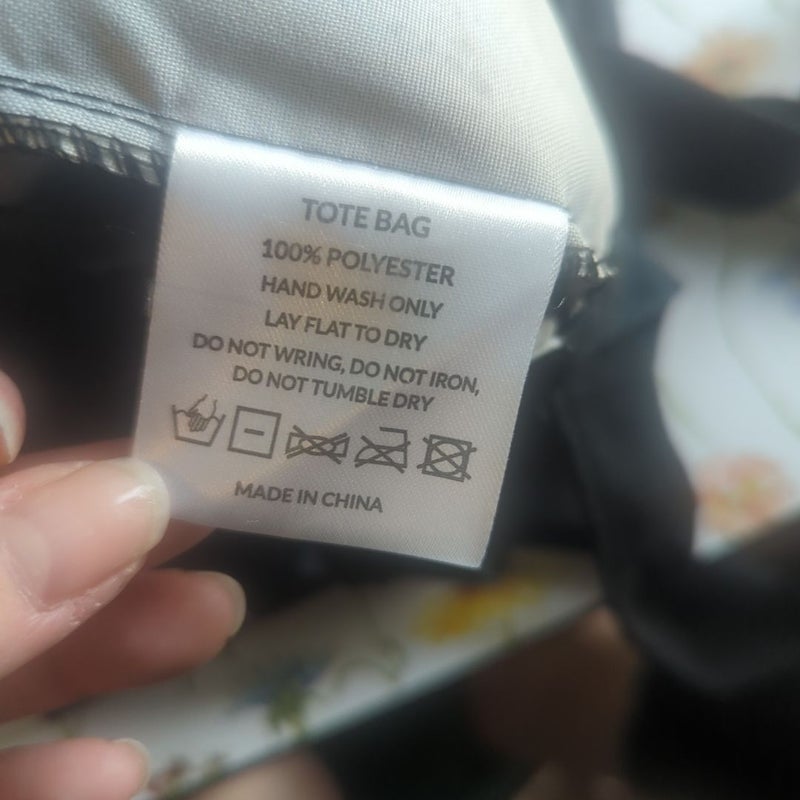 TOTE BAG
100% POLYESTER
HAND WASH ONLY
LAY FLAT TO DRY
DO NOT WRING, DO NOT IRON,
DO NOT TUMBLE DRY
MADE IN CHINA